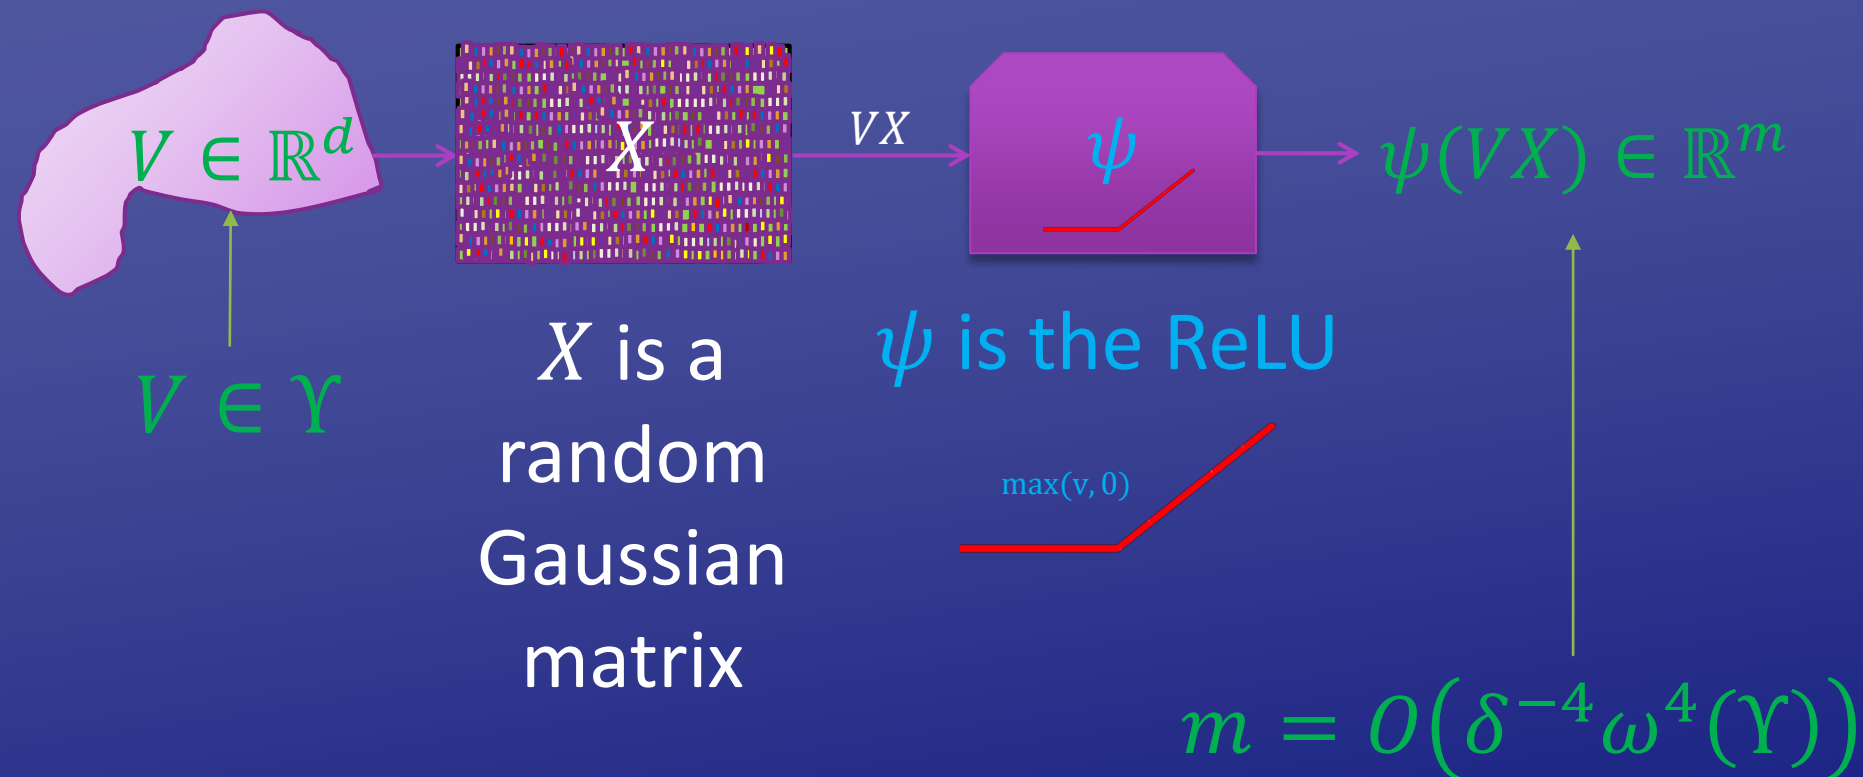 V ∈ ℝ^d
X
VX
ψ
ψ(VX) ∈ ℝ^m
V ∈ ϒ
X is a
random
Gaussian
matrix
ψ is the ReLU
max(v, 0)
m = O(δ^−4 ω^4(ϒ))